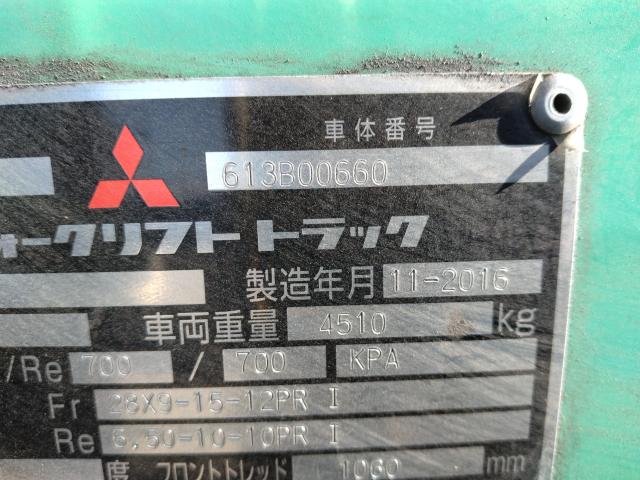 車体番号
613B00660
ォークリフトトラック
製造年月 11-2016
車両重量 4510 kg
/Re 700 / 700 KPA
Fr 28X9-15-12PR I
Re 6.50-10-10PR I
度 フロントトレッド 1060 mm